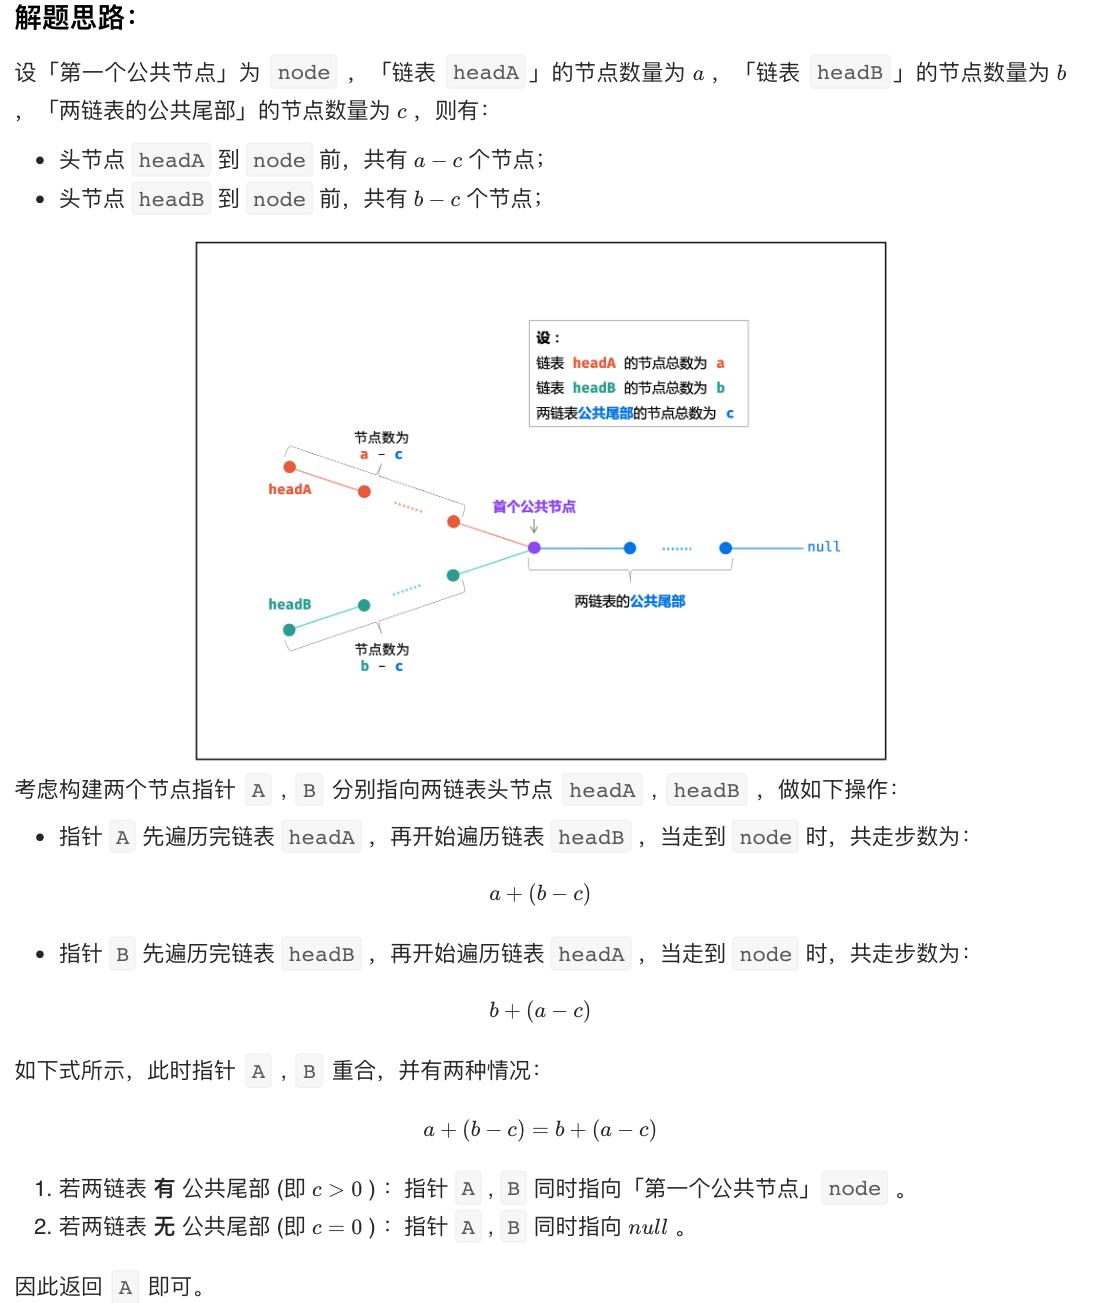 解题思路：
设「第一个公共节点」为 node ，「链表 headA」的节点数量为 a ，「链表 headB」的节点数量为 b
，「两链表的公共尾部」的节点数量为 c ，则有：
• 头节点 headA 到 node 前，共有 a − c 个节点；
• 头节点 headB 到 node 前，共有 b − c 个节点；
设：
链表 headA 的节点总数为 a
链表 headB 的节点总数为 b
两链表公共尾部的节点总数为 c
节点数为
a - c
headA
首个公共节点
null
headB
两链表的公共尾部
节点数为
b - c
考虑构建两个节点指针 A , B 分别指向两链表头节点 headA , headB ，做如下操作：
• 指针 A 先遍历完链表 headA ，再开始遍历链表 headB ，当走到 node 时，共走步数为：
a + (b − c)
• 指针 B 先遍历完链表 headB ，再开始遍历链表 headA ，当走到 node 时，共走步数为：
b + (a − c)
如下式所示，此时指针 A , B 重合，并有两种情况：
a + (b − c) = b + (a − c)
1. 若两链表 有 公共尾部 (即 c > 0 ) ：指针 A , B 同时指向「第一个公共节点」 node 。
2. 若两链表 无 公共尾部 (即 c = 0 ) ：指针 A , B 同时指向 null 。
因此返回 A 即可。